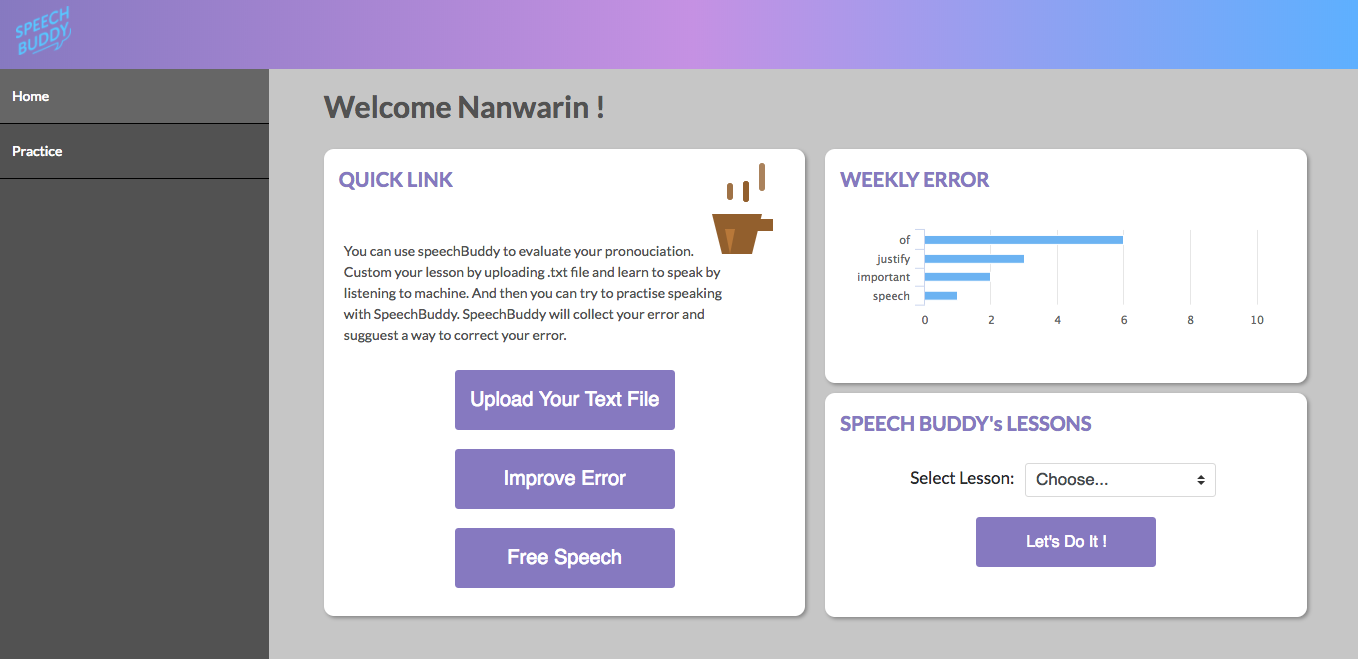 SPEECH
BUDDY
Home
Practice
Welcome Nanwarin !
QUICK LINK
You can use speechBuddy to evaluate your pronouciation.
Custom your lesson by uploading .txt file and learn to speak by
listening to machine. And then you can try to practise speaking
with SpeechBuddy. SpeechBuddy will collect your error and
sugguest a way to correct your error.
Upload Your Text File
Improve Error
Free Speech
WEEKLY ERROR
of
justify
important
speech
0 2 4 6 8 10
SPEECH BUDDY's LESSONS
Select Lesson: Choose...
Let's Do It !